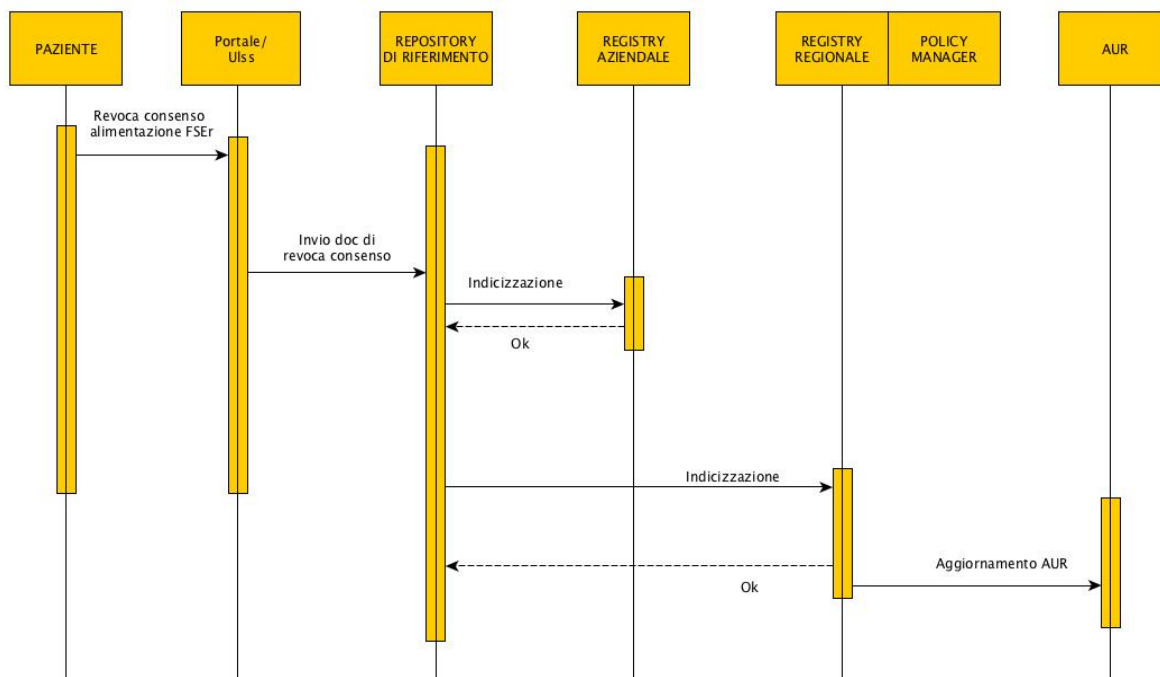 PAZIENTE
Portale/
Ulss
REPOSITORY
DI RIFERIMENTO
REGISTRY
AZIENDALE
REGISTRY
REGIONALE
POLICY
MANAGER
AUR
Revoca consenso
alimentazione FSEr
Invio doc di
revoca consenso
Indicizzazione
Ok
Indicizzazione
Aggiornamento AUR
Ok